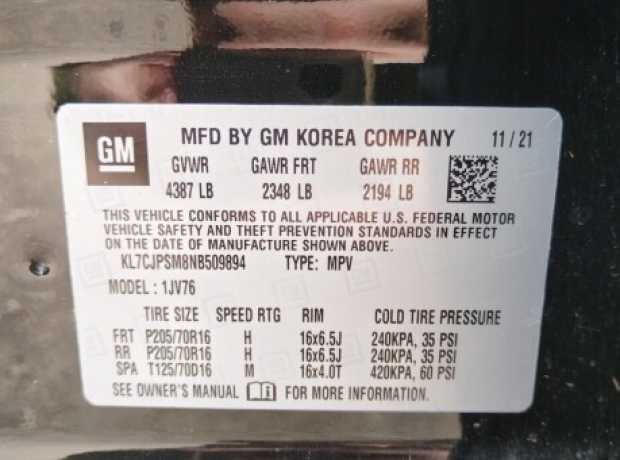 GM MFD BY GM KOREA COMPANY 11 / 21
GVWR GAWR FRT GAWR RR
4387 LB 2348 LB 2194 LB
THIS VEHICLE CONFORMS TO ALL APPLICABLE U.S. FEDERAL MOTOR
VEHICLE SAFETY AND THEFT PREVENTION STANDARDS IN EFFECT
ON THE DATE OF MANUFACTURE SHOWN ABOVE.
KL7CJPSM8NB509894 TYPE: MPV
MODEL : 1JV76
TIRE SIZE SPEED RTG RIM COLD TIRE PRESSURE
FRT P205/70R16 H 16x6.5J 240KPA, 35 PSI
RR P205/70R16 H 16x6.5J 240KPA, 35 PSI
SPA T125/70D16 M 16x4.0T 420KPA, 60 PSI
SEE OWNER'S MANUAL FOR MORE INFORMATION.